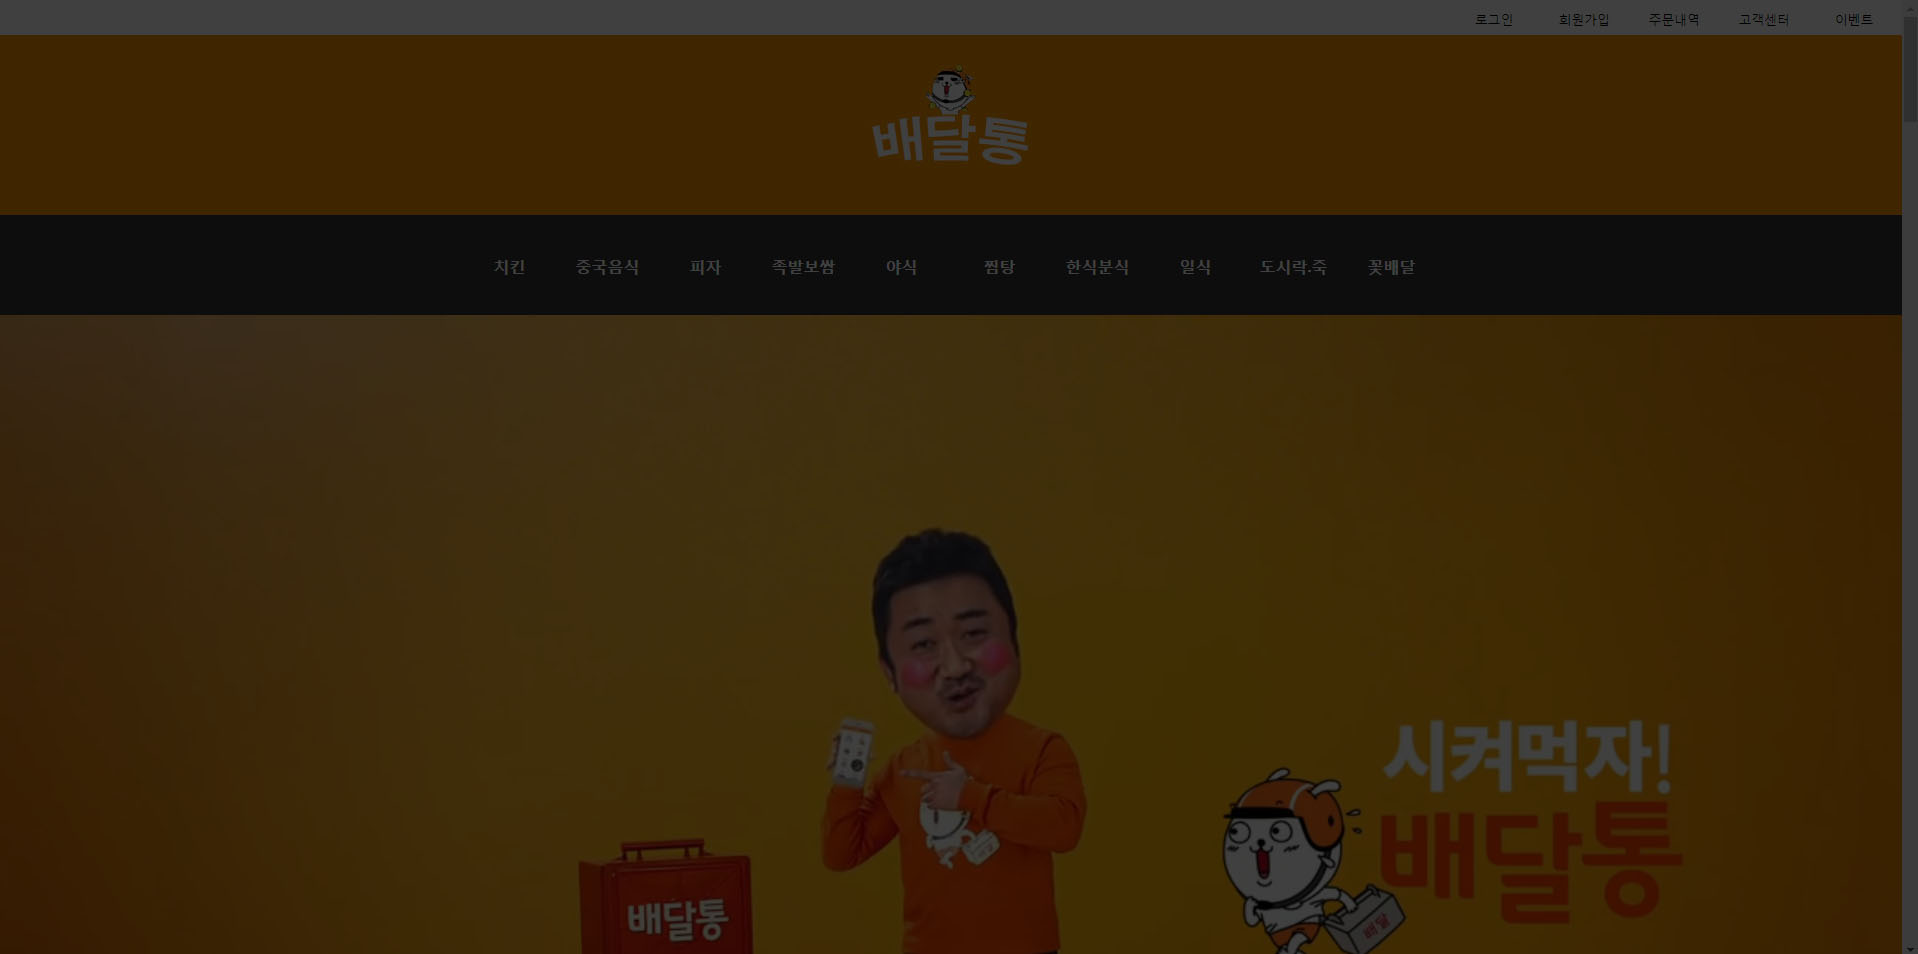 로그인 회원가입 주문내역 고객센터 이벤트
배달통
치킨 중국음식 피자 족발보쌈 야식 찜탕 한식분식 일식 도시락.죽 꽃배달
시켜먹자!
배달통
배달통
배달